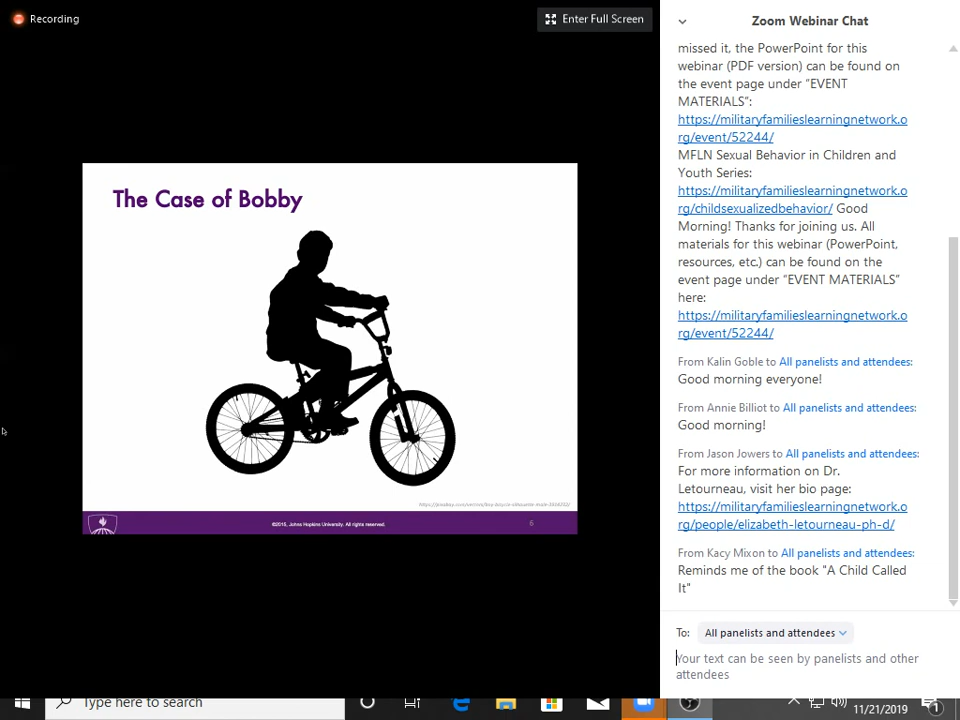 Recording
Enter Full Screen
The Case of Bobby
©2015, Johns Hopkins University. All rights reserved.
6
Zoom Webinar Chat
missed it, the PowerPoint for this
webinar (PDF version) can be found on
the event page under “EVENT
MATERIALS”:
https://militaryfamilieslearningnetwork.o
rg/event/52244/
MFLN Sexual Behavior in Children and
Youth Series:
https://militaryfamilieslearningnetwork.o
rg/childsexualizedbehavior/ Good
Morning! Thanks for joining us. All
materials for this webinar (PowerPoint,
resources, etc.) can be found on the
event page under “EVENT MATERIALS”
here:
https://militaryfamilieslearningnetwork.o
rg/event/52244/
From Kalin Goble to All panelists and attendees:
Good morning everyone!
From Annie Billiot to All panelists and attendees:
Good morning!
From Jason Jowers to All panelists and attendees:
For more information on Dr.
Letourneau, visit her bio page:
https://militaryfamilieslearningnetwork.o
rg/people/elizabeth-letourneau-ph-d/
From Kacy Mixon to All panelists and attendees:
Reminds me of the book "A Child Called
It"
To: All panelists and attendees
Your text can be seen by panelists and other
attendees
Type here to search
11/21/2019
1